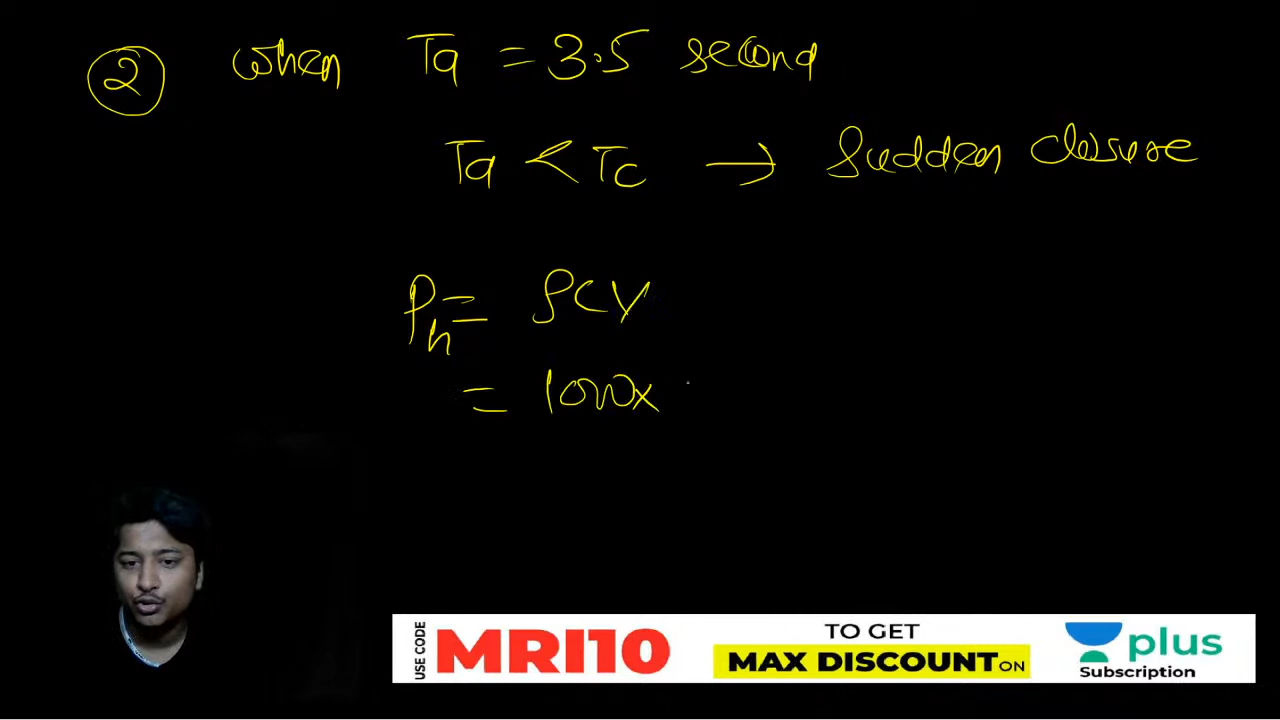 ② when Ta = 3.5 second
Ta < Tc → Sudden closure
Ph = ρCV
= 1000x
USE CODE
MRI10
TO GET
MAX DISCOUNT ON
plus
Subscription